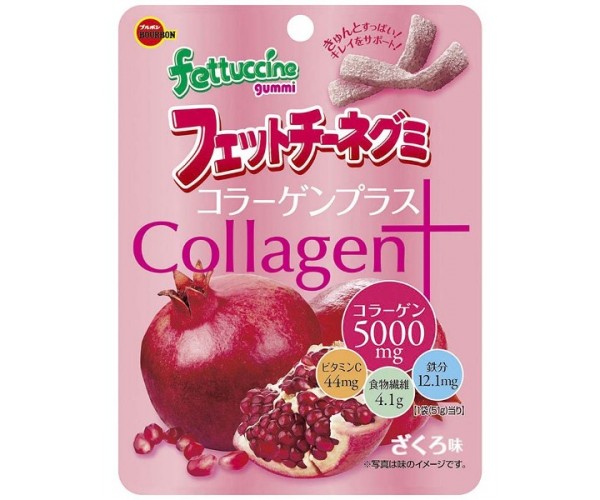 ブルボン
BOURBON
きゅんとすっぱい!
キレイをサポート!
fettuccine
gummi
フェットチーネグミ
コラーゲンプラス
Collagen+
コラーゲン
5000
mg
ビタミンC
44mg
食物繊維
4.1g
鉄分
12.1mg
【1袋(51g)当り】
ざくろ味
※写真は味のイメージです。